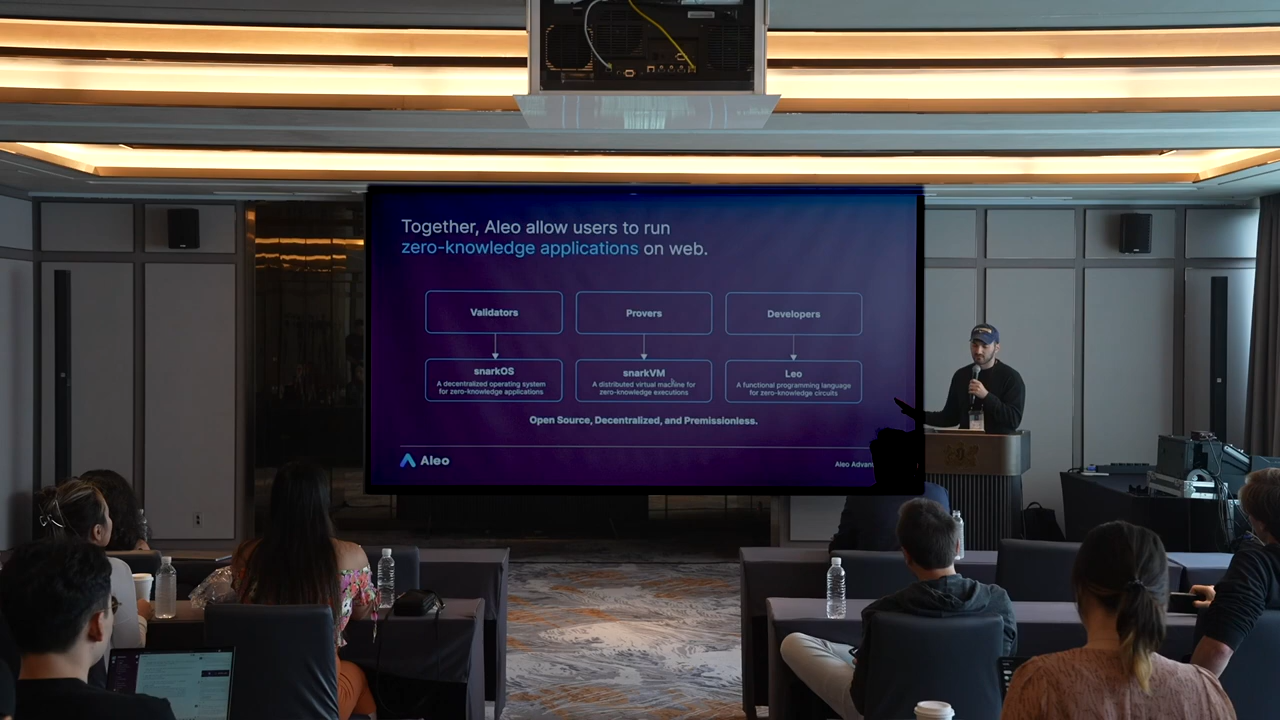 Together, Aleo allow users to run
zero-knowledge applications on web.
Validators
Provers
Developers
snarkOS
A decentralized operating system
for zero-knowledge applications
snarkVM
A distributed virtual machine for
zero-knowledge executions
Leo
A functional programming language
for zero-knowledge circuits
Open Source, Decentralized, and Premissionless.
Aleo
Aleo